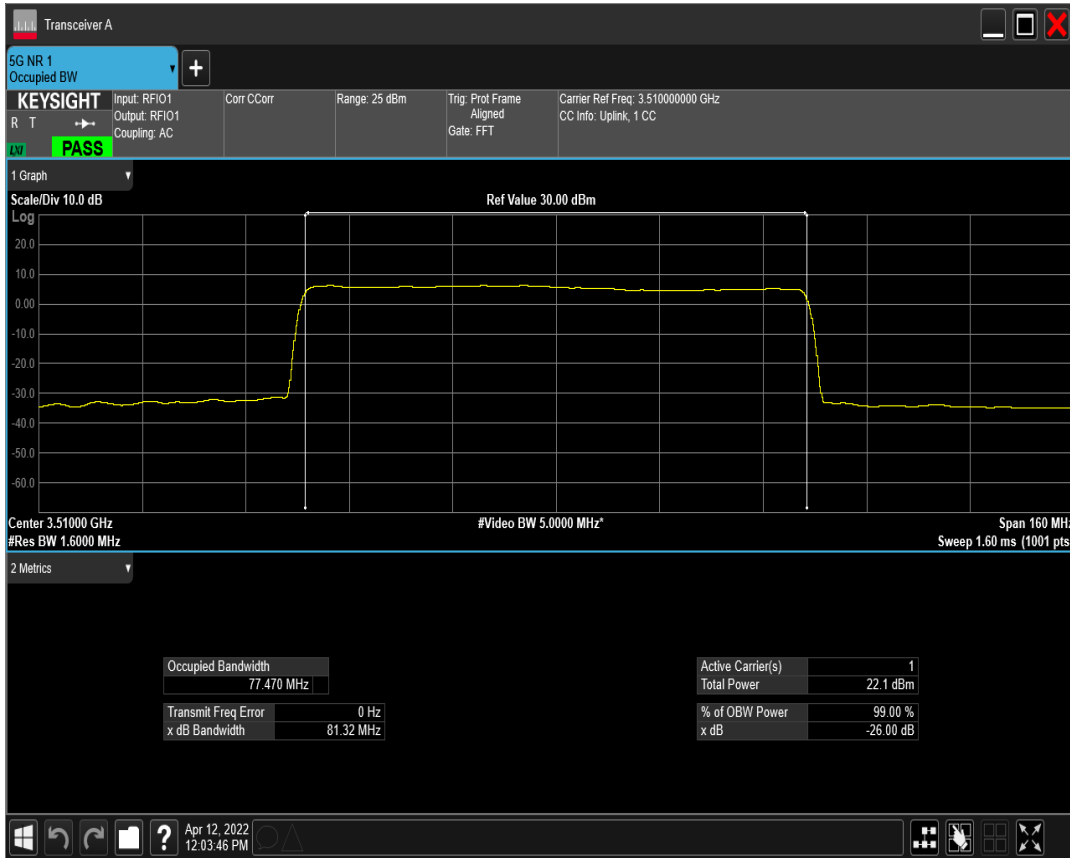 Transceiver A
5G NR 1
Occupied BW
+
KEYSIGHT
R T
LXI
PASS
Input: RFIO1
Output: RFIO1
Coupling: AC
Corr CCorr
Range: 25 dBm
Trig: Prot Frame
Aligned
Gate: FFT
Carrier Ref Freq: 3.510000000 GHz
CC Info: Uplink, 1 CC
1 Graph
Scale/Div 10.0 dB
Ref Value 30.00 dBm
Log
20.0
10.0
0.00
-10.0
-20.0
-30.0
-40.0
-50.0
-60.0
Center 3.51000 GHz
#Video BW 5.0000 MHz*
Span 160 MHz
#Res BW 1.6000 MHz
Sweep 1.60 ms (1001 pts
2 Metrics
Occupied Bandwidth
77.470 MHz
Transmit Freq Error 0 Hz
x dB Bandwidth 81.32 MHz
Active Carrier(s) 1
Total Power 22.1 dBm
% of OBW Power 99.00 %
x dB -26.00 dB
?
Apr 12, 2022
12:03:46 PM